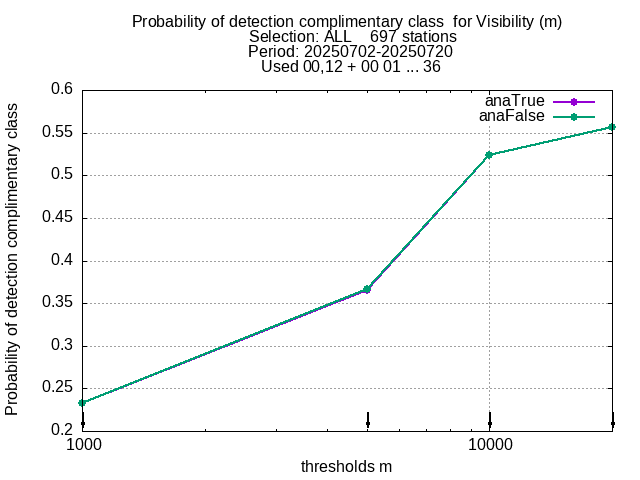 Probability of detection complimentary class  for Visibility (m)
Selection: ALL    697 stations
Period: 20250702-20250720
Used 00,12 + 00 01 ... 36
anaTrue
anaFalse
0.6
0.55
0.5
0.45
0.4
0.35
0.3
0.25
0.2
Probability of detection complimentary class
1000
10000
thresholds m